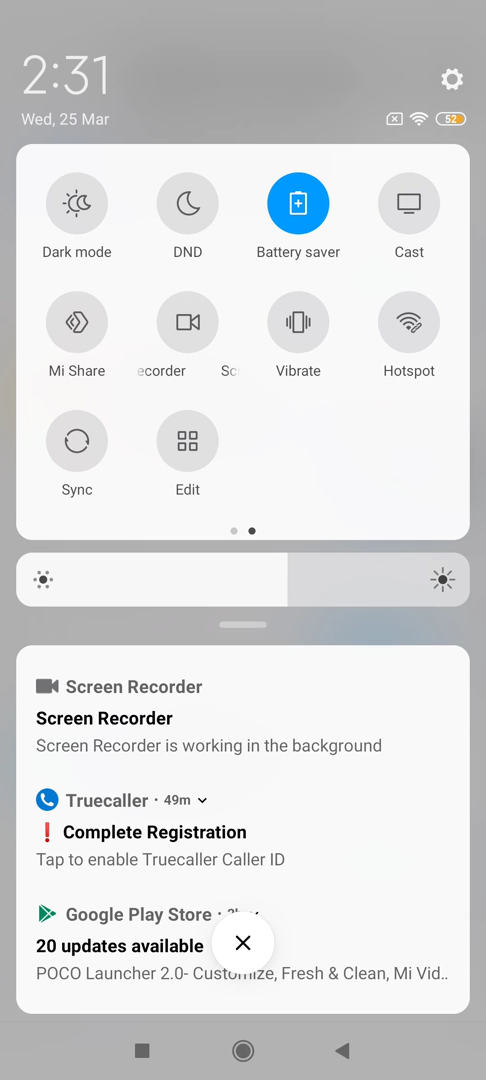 2:31
Wed, 25 Mar
52
Dark mode
DND
Battery saver
Cast
Mi Share
ecorder
Sc
Vibrate
Hotspot
Sync
Edit
Screen Recorder
Screen Recorder
Screen Recorder is working in the background
Truecaller · 49m
❗ Complete Registration
Tap to enable Truecaller Caller ID
Google Play Store ·
20 updates available
POCO Launcher 2.0- Customize, Fresh & Clean, Mi Vid..